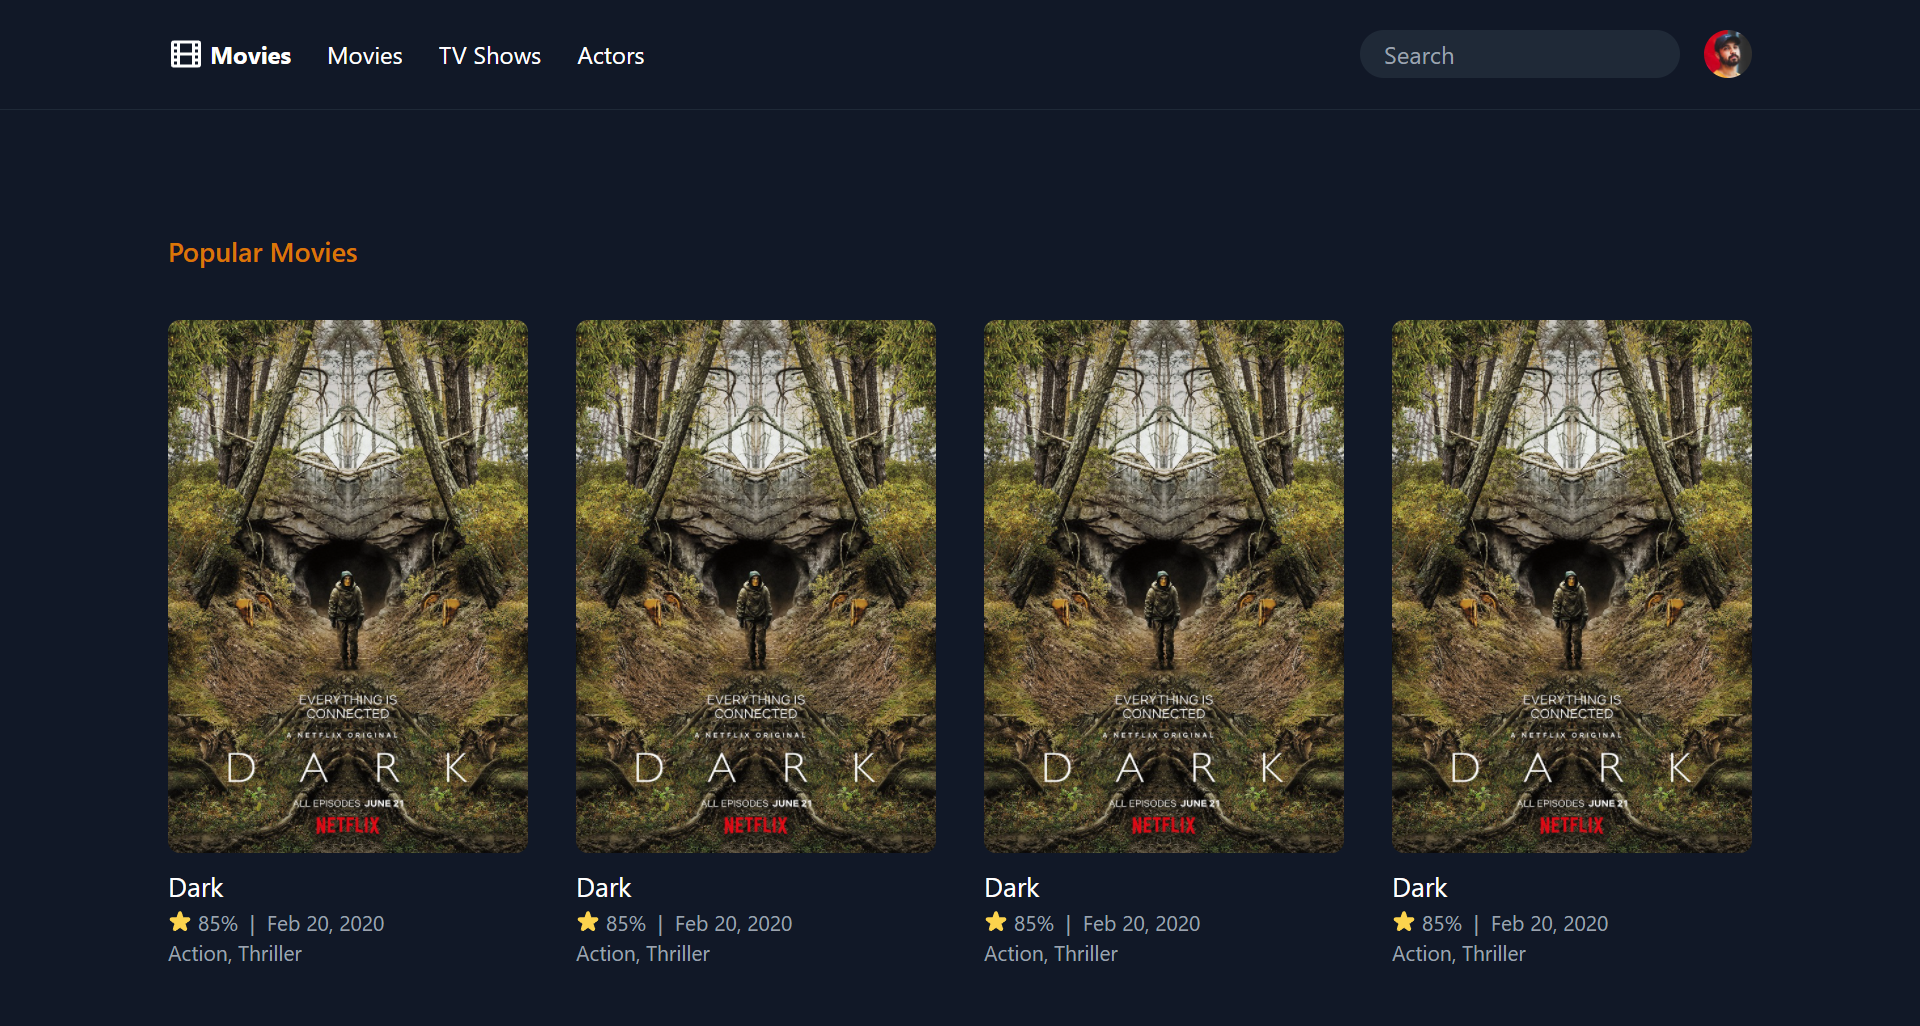 Movies Movies TV Shows Actors Search
Popular Movies
EVERYTHING IS
CONNECTED
A NETFLIX ORIGINAL
DARK
ALL EPISODES JUNE 21
NETFLIX
Dark
85% | Feb 20, 2020
Action, Thriller
EVERYTHING IS
CONNECTED
A NETFLIX ORIGINAL
DARK
ALL EPISODES JUNE 21
NETFLIX
Dark
85% | Feb 20, 2020
Action, Thriller
EVERYTHING IS
CONNECTED
A NETFLIX ORIGINAL
DARK
ALL EPISODES JUNE 21
NETFLIX
Dark
85% | Feb 20, 2020
Action, Thriller
EVERYTHING IS
CONNECTED
A NETFLIX ORIGINAL
DARK
ALL EPISODES JUNE 21
NETFLIX
Dark
85% | Feb 20, 2020
Action, Thriller